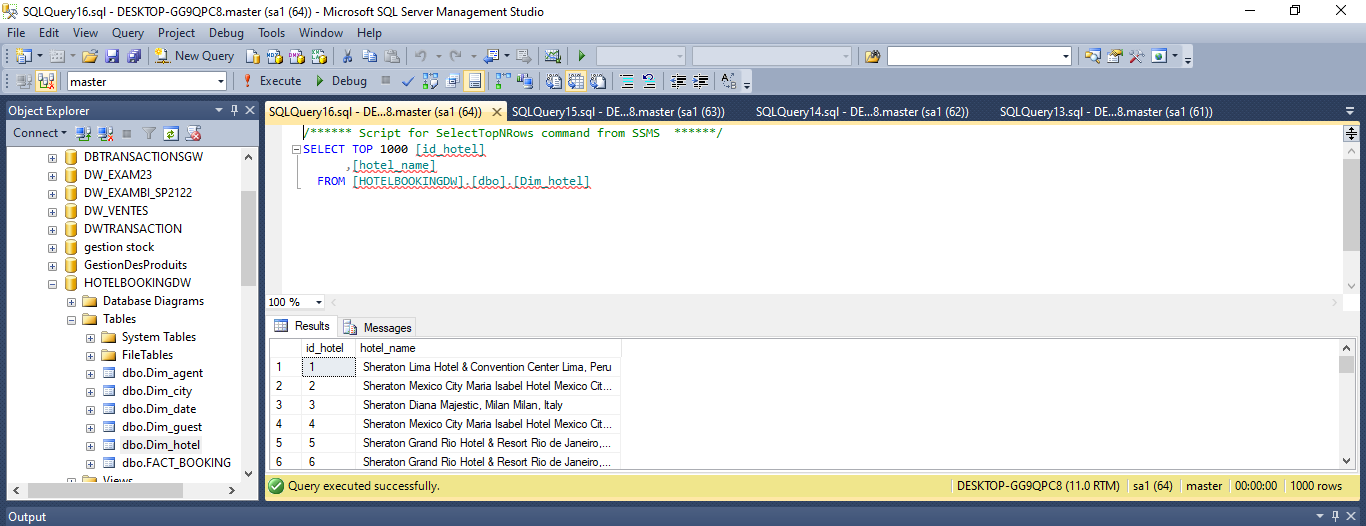 SQLQuery16.sql - DESKTOP-GG9QPC8.master (sa1 (64)) - Microsoft SQL Server Management Studio
File Edit View Query Project Debug Tools Window Help
New Query
master Execute Debug
Object Explorer
Connect
DBTRANSACTIONSGW
DW_EXAM23
DW_EXAMBI_SP2122
DW_VENTES
DWTRANSACTION
gestion stock
GestionDesProduits
HOTELBOOKINGDW
Database Diagrams
Tables
System Tables
FileTables
dbo.Dim_agent
dbo.Dim_city
dbo.Dim_date
dbo.Dim_guest
dbo.Dim_hotel
dbo.FACT_BOOKING
Views
SQLQuery16.sql - DE...8.master (sa1 (64)) SQLQuery15.sql - DE...8.master (sa1 (63)) SQLQuery14.sql - DE...8.master (sa1 (62)) SQLQuery13.sql - DE...8.master (sa1 (61))
/****** Script for SelectTopNRows command from SSMS ******/
SELECT TOP 1000 [id_hotel]
,[hotel_name]
FROM [HOTELBOOKINGDW].[dbo].[Dim_hotel]
100 %
Results Messages
id_hotel hotel_name
1 1 Sheraton Lima Hotel & Convention Center Lima, Peru
2 2 Sheraton Mexico City Maria Isabel Hotel Mexico Cit...
3 3 Sheraton Diana Majestic, Milan Milan, Italy
4 4 Sheraton Mexico City Maria Isabel Hotel Mexico Cit...
5 5 Sheraton Grand Rio Hotel & Resort Rio de Janeiro,...
6 6 Sheraton Grand Rio Hotel & Resort Rio de Janeiro,...
Query executed successfully. DESKTOP-GG9QPC8 (11.0 RTM) sa1 (64) master 00:00:00 1000 rows
Output